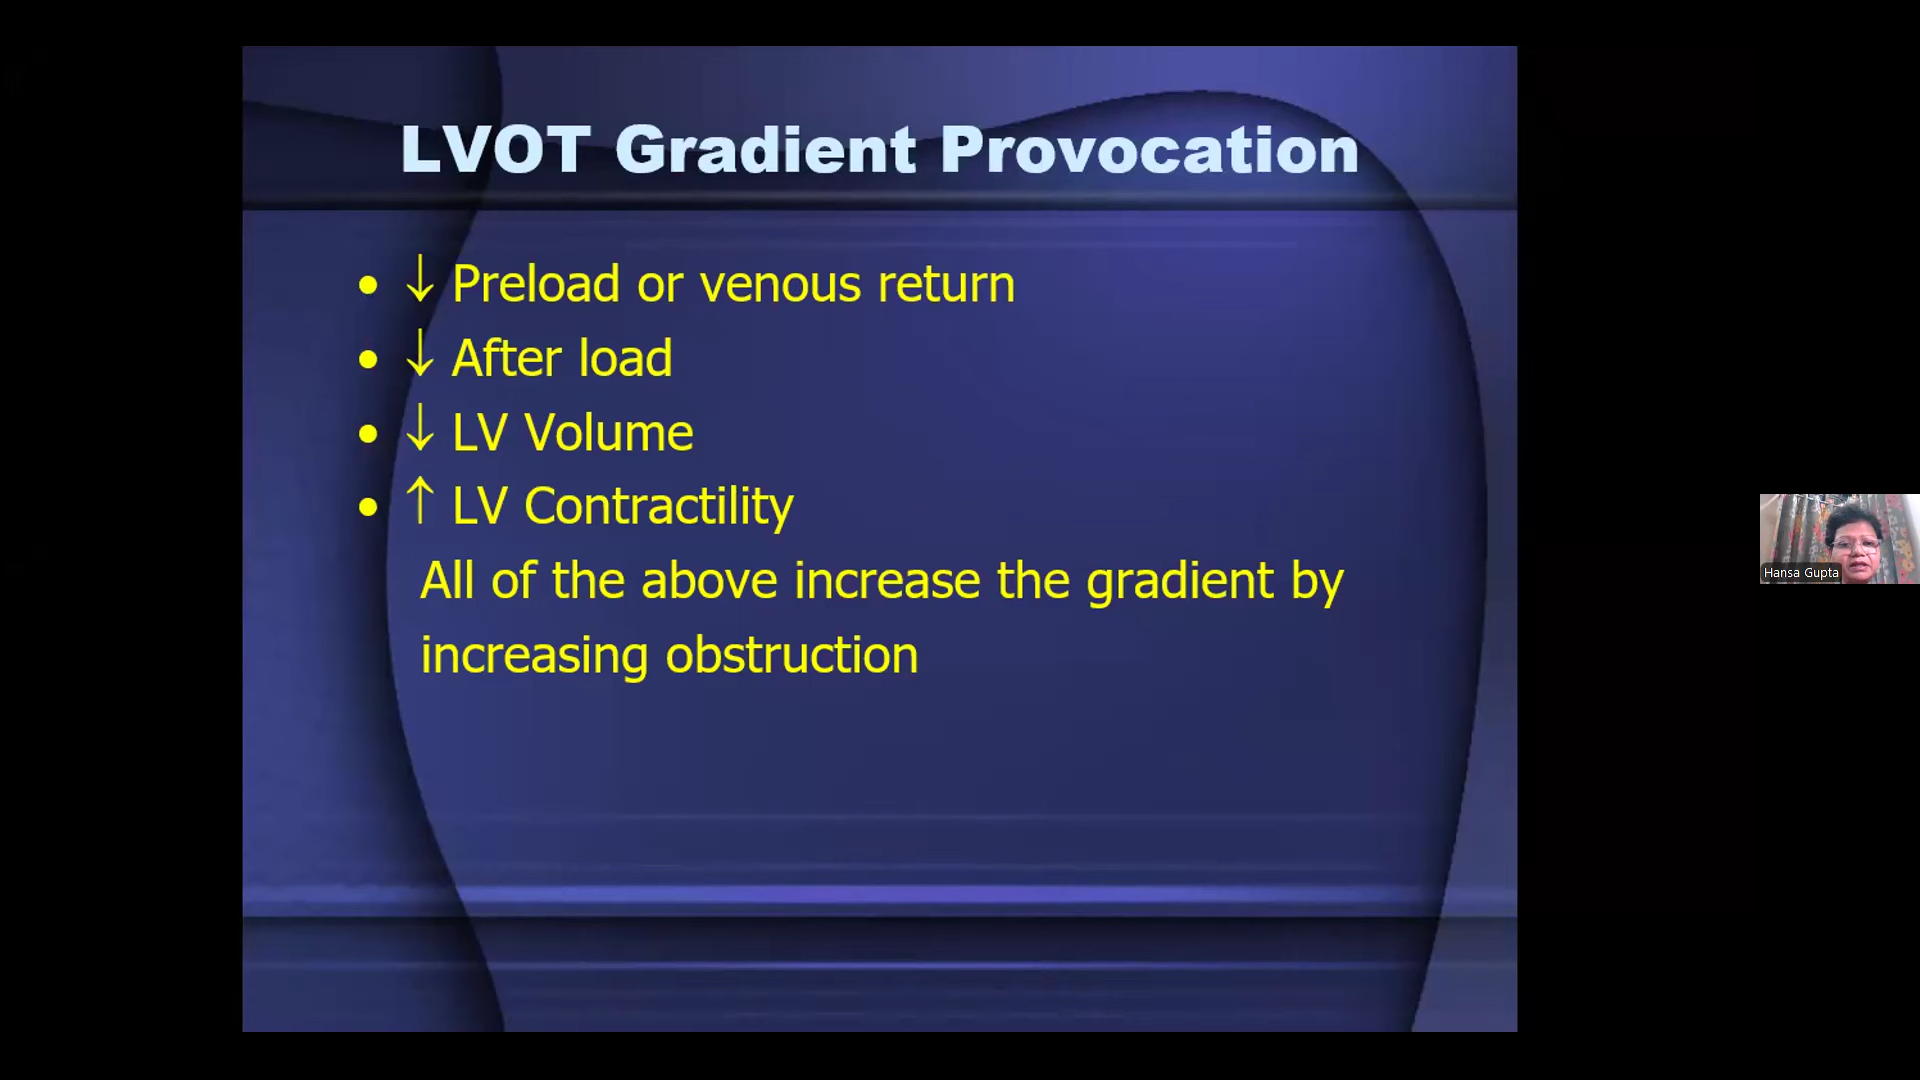 LVOT Gradient Provocation
• ↓ Preload or venous return
• ↓ After load
• ↓ LV Volume
• ↑ LV Contractility
All of the above increase the gradient by
increasing obstruction
Hansa Gupta